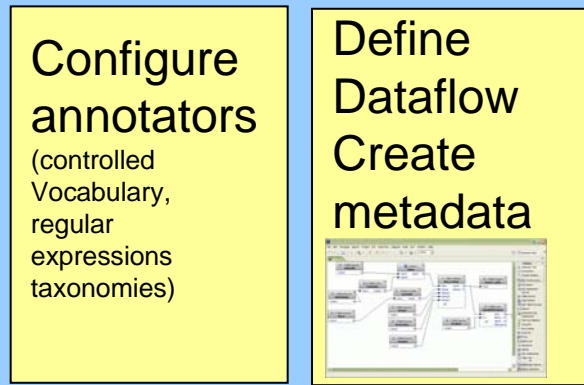 Configure
annotators
(controlled
Vocabulary,
regular
expressions
taxonomies)
Define
Dataflow
Create
metadata